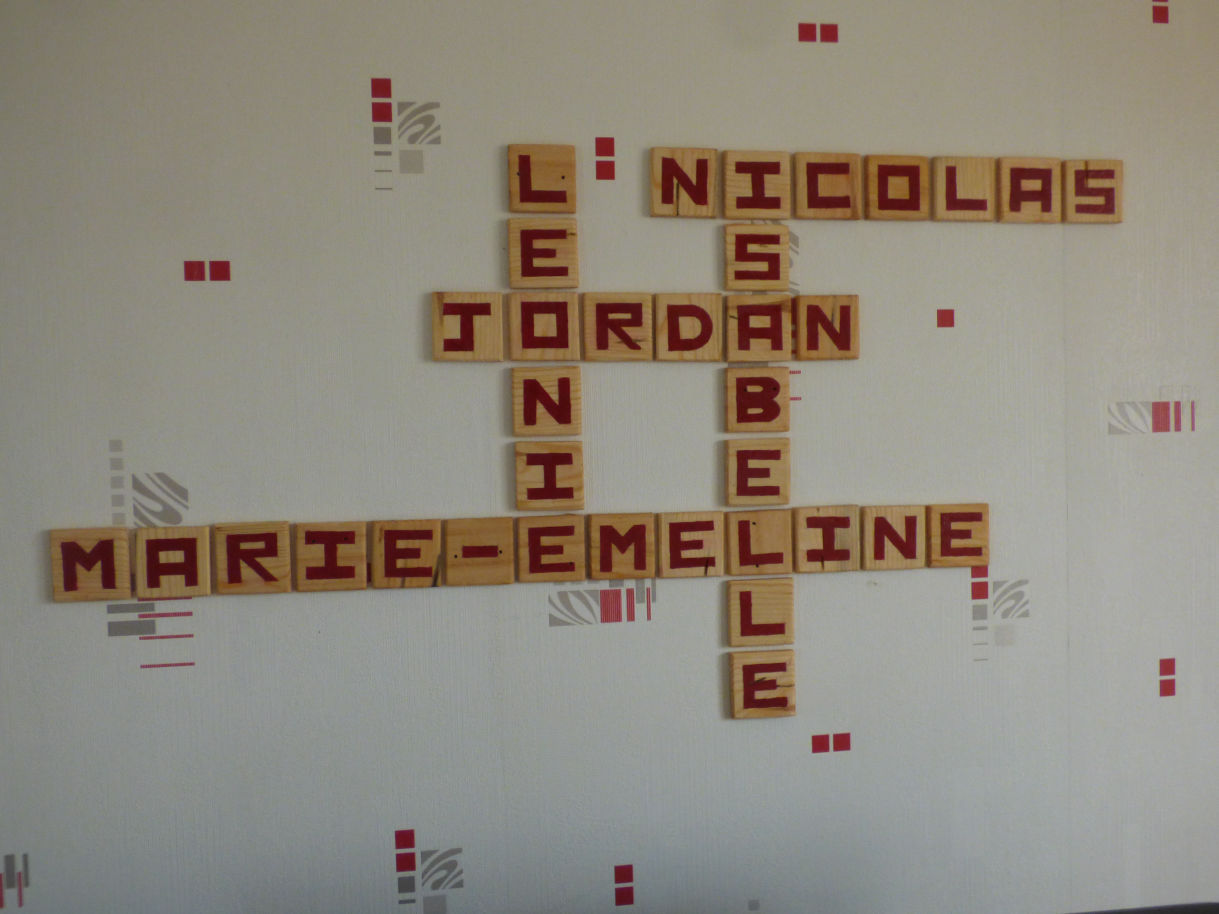 NICOLAS
LEONIE
ISABELLE
JORDAN
MARIE-EMELINE